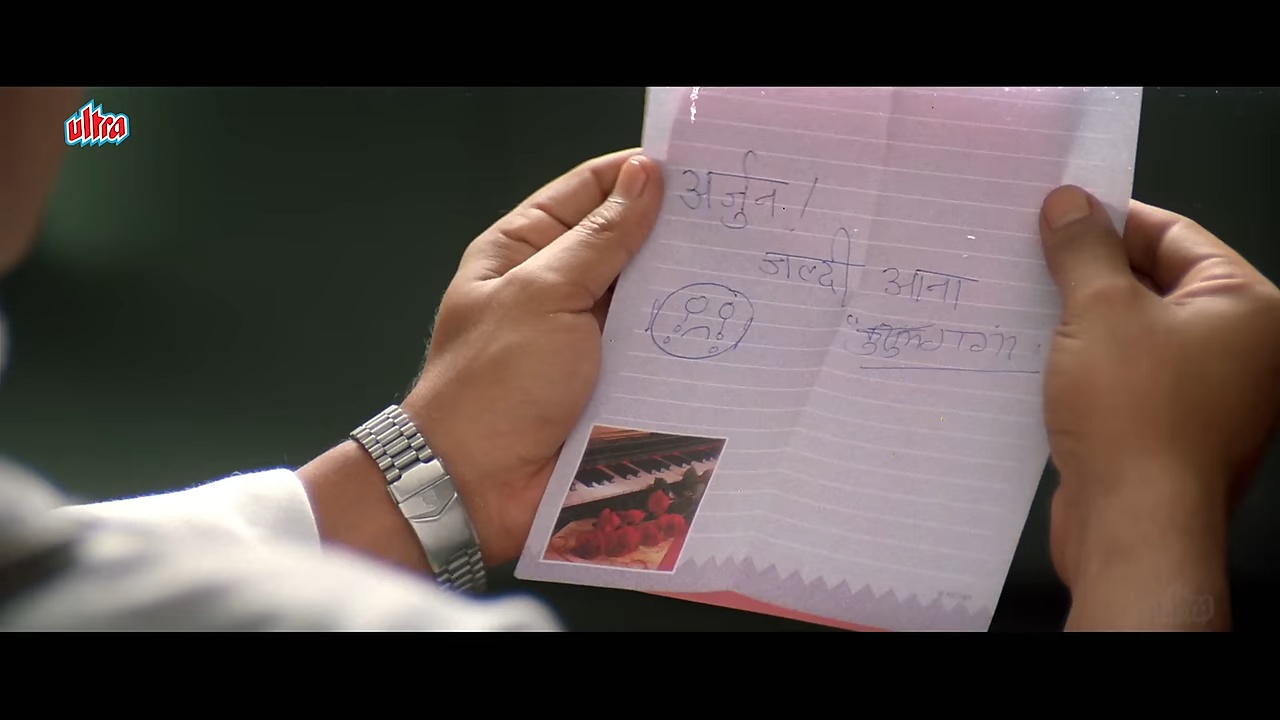 ultra
अर्जुन !
जल्दी आना